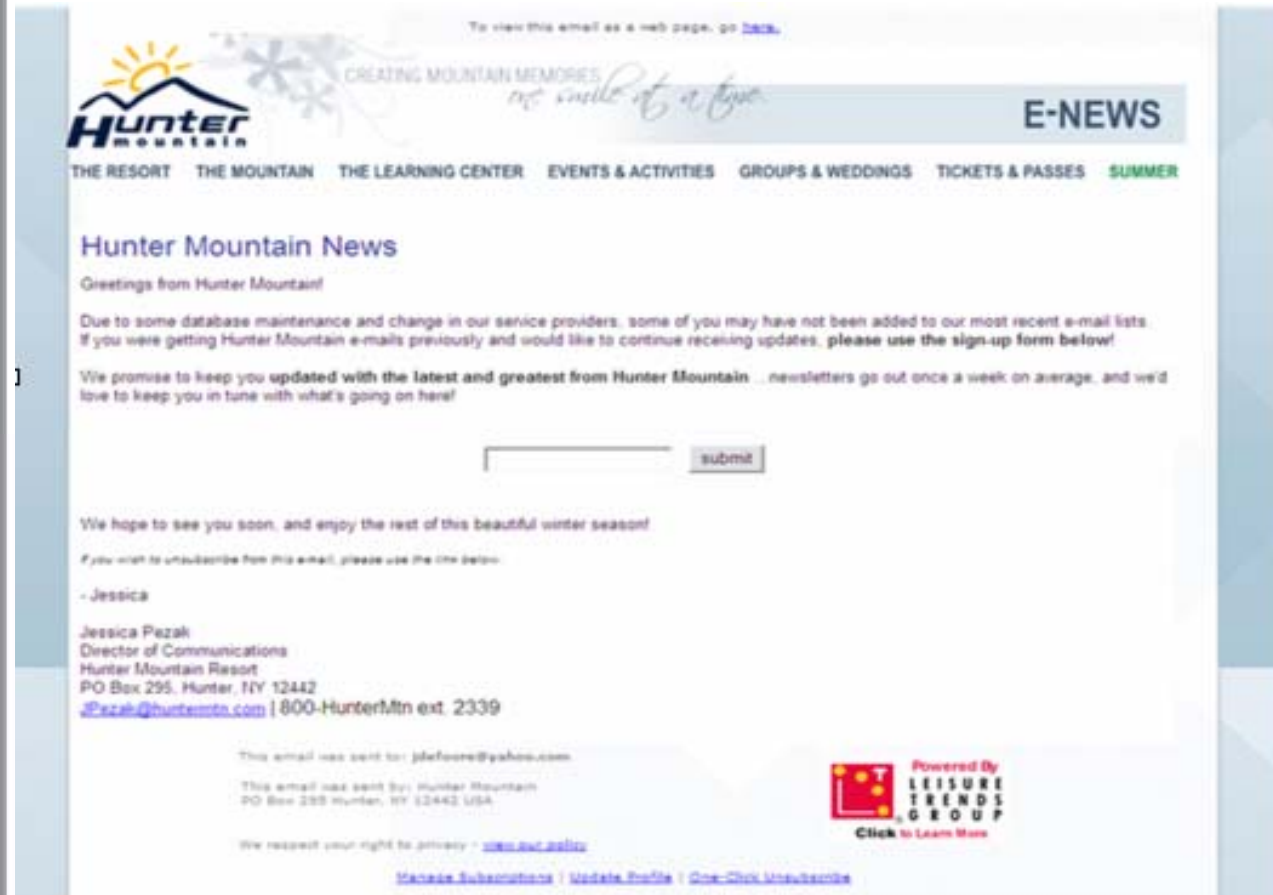 To view this email as a web page, go here.
CREATING MOUNTAIN MEMORIES
one smile at a time.
Hunter
mountain
E-NEWS
THE RESORT THE MOUNTAIN THE LEARNING CENTER EVENTS & ACTIVITIES GROUPS & WEDDINGS TICKETS & PASSES SUMMER
Hunter Mountain News
Greetings from Hunter Mountain!
Due to some database maintenance and change in our service providers, some of you may have not been added to our most recent e-mail lists.
If you were getting Hunter Mountain e-mails previously and would like to continue receiving updates, please use the sign-up form below!
We promise to keep you updated with the latest and greatest from Hunter Mountain ... newsletters go out once a week on average, and we'd
love to keep you in tune with what's going on here!
submit
We hope to see you soon, and enjoy the rest of this beautiful winter season!
If you wish to unsubscribe from this email, please use the link below.
- Jessica
Jessica Pezak
Director of Communications
Hunter Mountain Resort
PO Box 295, Hunter, NY 12442
JPezak@huntermtn.com | 800-HunterMtn ext. 2339
This email was sent to: jdefoore@yahoo.com
This email was sent by: Hunter Mountain
PO Box 295 Hunter, NY 12442 USA
We respect your right to privacy - view our policy
Powered By
LEISURE
TRENDS
GROUP
Click to Learn More
Manage Subscriptions | Update Profile | One-Click Unsubscribe